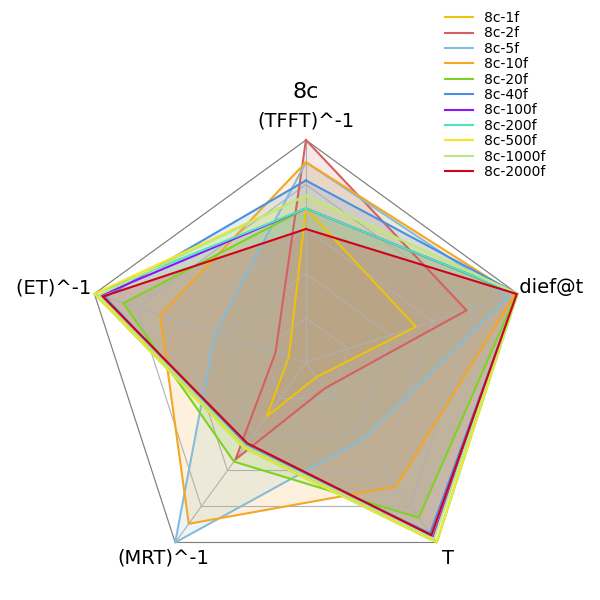 8c-1f
8c-2f
8c-5f
8c-10f
8c-20f
8c-40f
8c-100f
8c-200f
8c-500f
8c-1000f
8c-2000f
8c
(TFFT)^-1
(ET)^-1
dief@t
(MRT)^-1
T